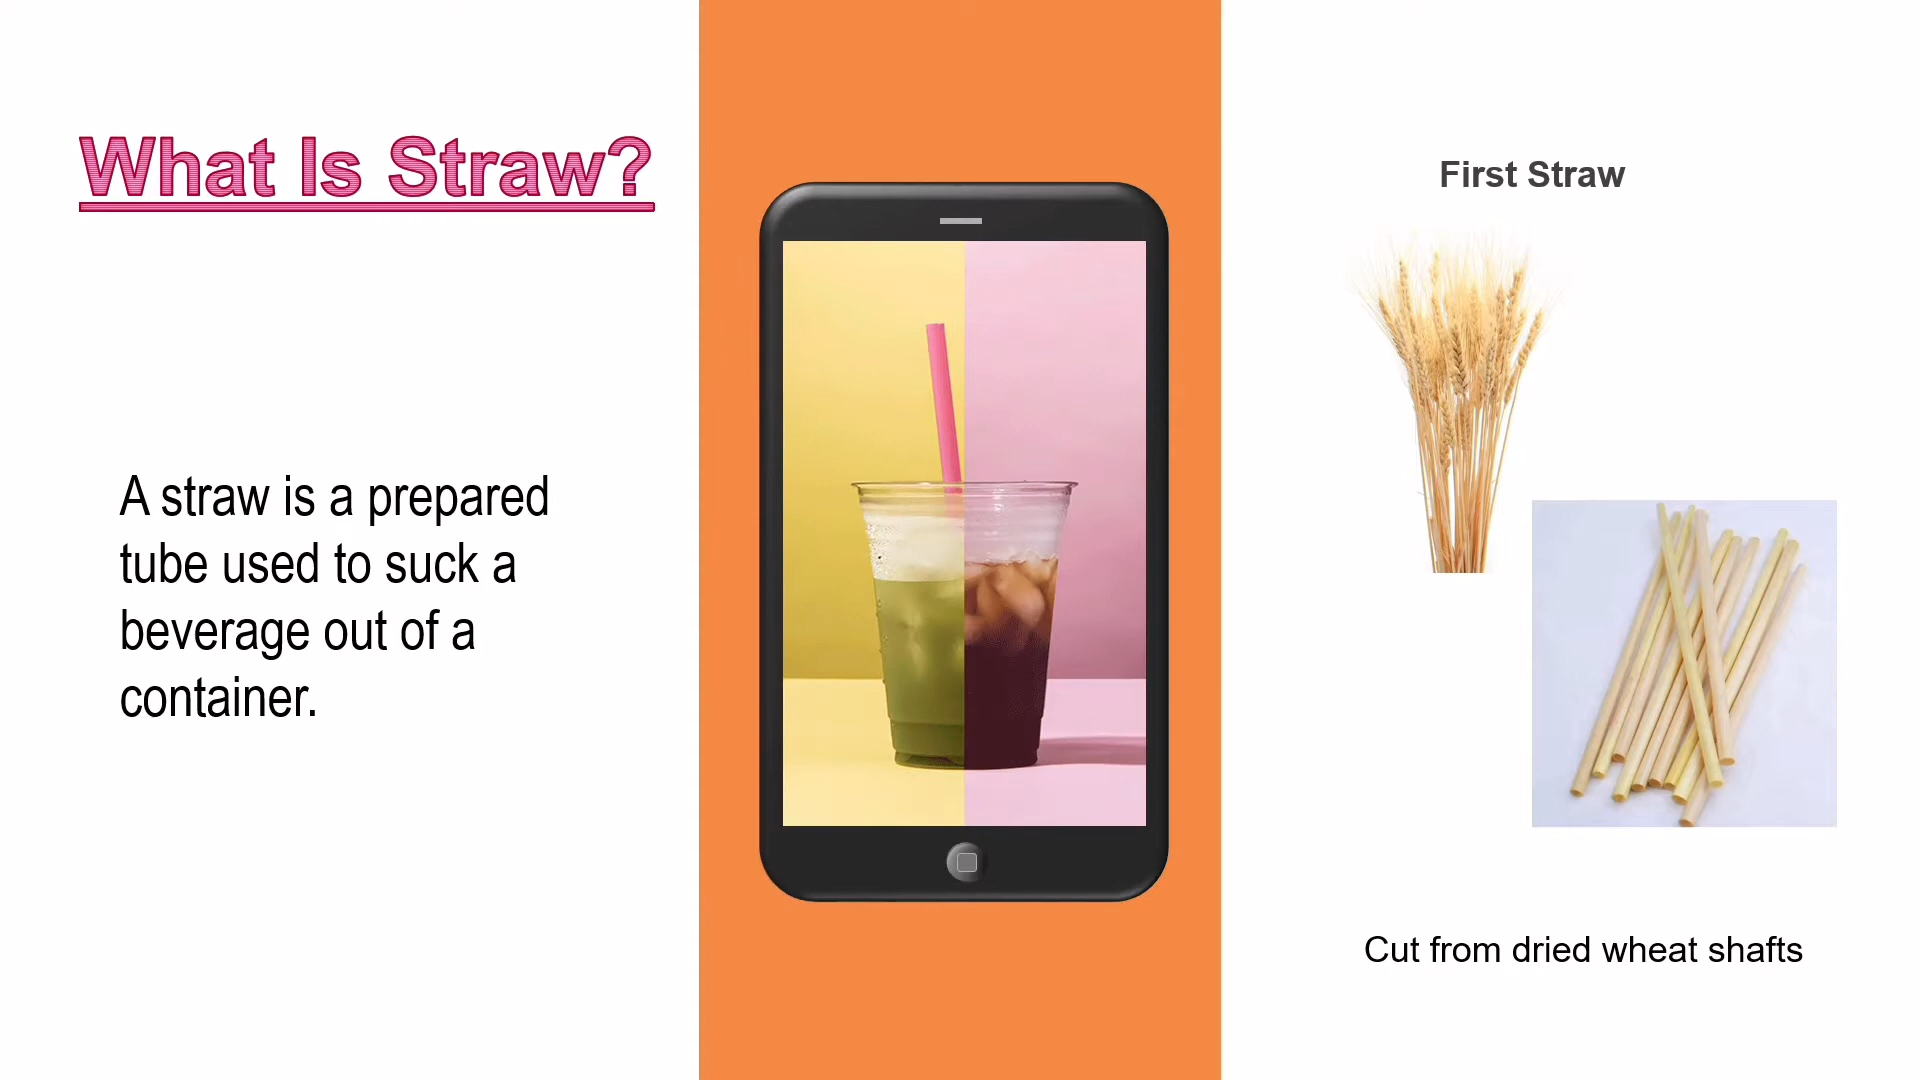 What Is Straw?
A straw is a prepared
tube used to suck a
beverage out of a
container.
First Straw
Cut from dried wheat shafts